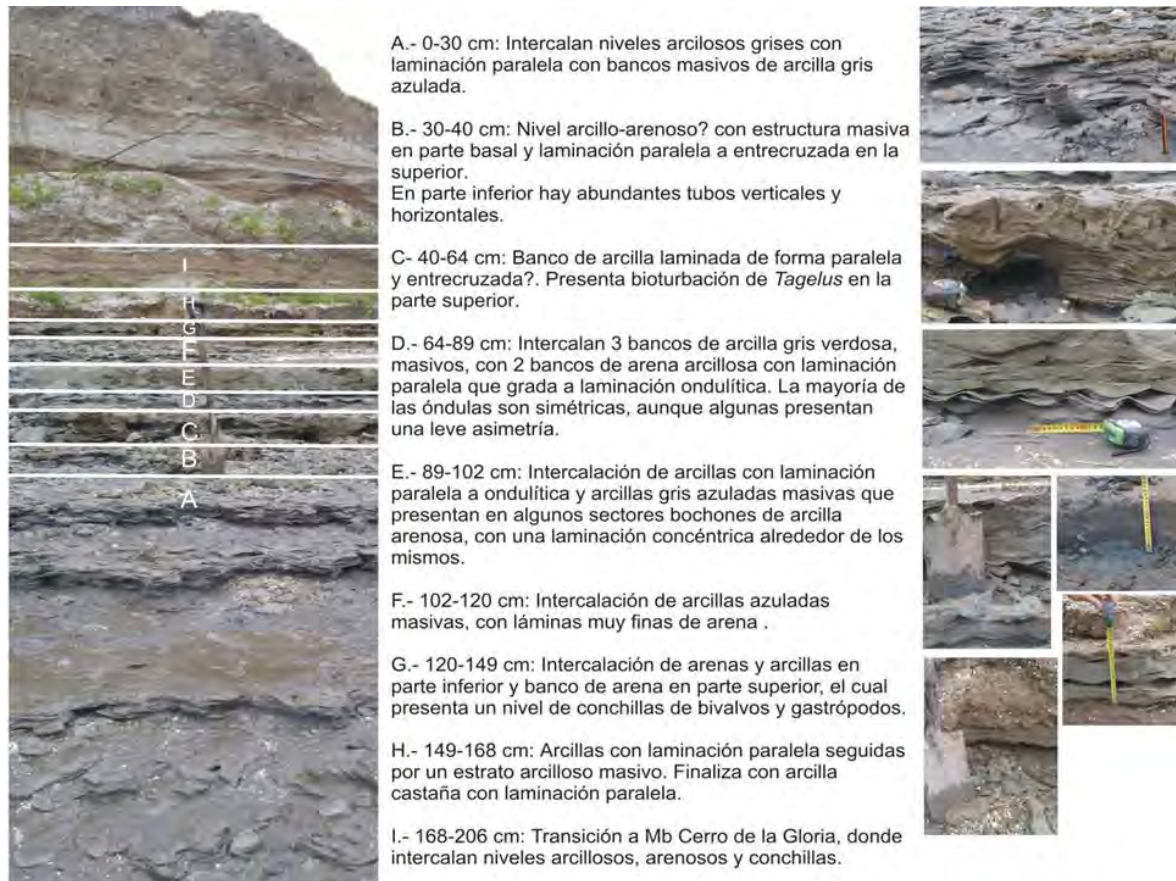 A.- 0-30 cm: Intercalan niveles arcilosos grises con
laminación paralela con bancos masivos de arcilla gris
azulada.
B.- 30-40 cm: Nivel arcillo-arenoso? con estructura masiva
en parte basal y laminación paralela a entrecruzada en la
superior.
En parte inferior hay abundantes tubos verticales y
horizontales.
C- 40-64 cm: Banco de arcilla laminada de forma paralela
y entrecruzada?. Presenta bioturbación de Tagelus en la
parte superior.
D.- 64-89 cm: Intercalan 3 bancos de arcilla gris verdosa,
masivos, con 2 bancos de arena arcillosa con laminación
paralela que grada a laminación ondulítica. La mayoría de
las óndulas son simétricas, aunque algunas presentan
una leve asimetría.
E.- 89-102 cm: Intercalación de arcillas con laminación
paralela a ondulítica y arcillas gris azuladas masivas que
presentan en algunos sectores bochones de arcilla
arenosa, con una laminación concéntrica alrededor de los
mismos.
F.- 102-120 cm: Intercalación de arcillas azuladas
masivas, con láminas muy finas de arena .
G.- 120-149 cm: Intercalación de arenas y arcillas en
parte inferior y banco de arena en parte superior, el cual
presenta un nivel de conchillas de bivalvos y gastrópodos.
H.- 149-168 cm: Arcillas con laminación paralela seguidas
por un estrato arcilloso masivo. Finaliza con arcilla
castaña con laminación paralela.
I.- 168-206 cm: Transición a Mb Cerro de la Gloria, donde
intercalan niveles arcillosos, arenosos y conchillas.
I
H
G
F
E
D
C
B
A